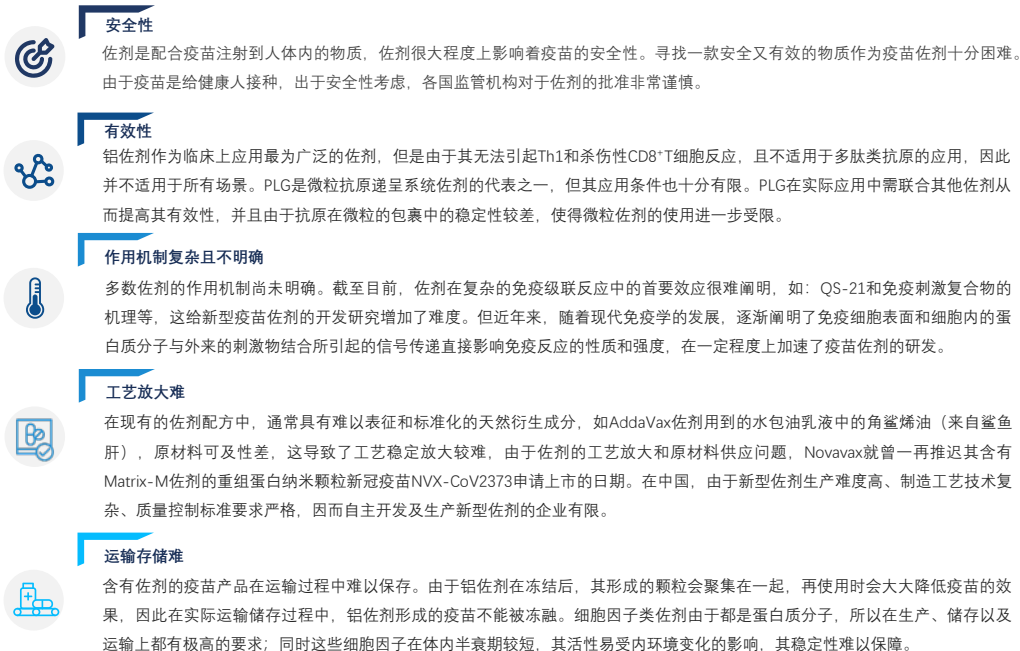 安全性
佐剂是配合疫苗注射到人体内的物质，佐剂很大程度上影响着疫苗的安全性。寻找一款安全又有效的物质作为疫苗佐剂十分困难。
由于疫苗是给健康人接种，出于安全性考虑，各国监管机构对于佐剂的批准非常谨慎。
有效性
铝佐剂作为临床上应用最为广泛的佐剂，但是由于其无法引起Th1和杀伤性CD8⁺T细胞反应，且不适用于多肽类抗原的应用，因此
并不适用于所有场景。PLG是微粒抗原递呈系统佐剂的代表之一，但其应用条件也十分有限。PLG在实际应用中需联合其他佐剂从
而提高其有效性，并且由于抗原在微粒的包裹中的稳定性较差，使得微粒佐剂的使用进一步受限。
作用机制复杂且不明确
多数佐剂的作用机制尚未明确。截至目前，佐剂在复杂的免疫级联反应中的首要效应很难阐明，如：QS-21和免疫刺激复合物的
机理等，这给新型疫苗佐剂的开发研究增加了难度。但近年来，随着现代免疫学的发展，逐渐阐明了免疫细胞表面和细胞内的蛋
白质分子与外来的刺激物结合所引起的信号传递直接影响免疫反应的性质和强度，在一定程度上加速了疫苗佐剂的研发。
工艺放大难
在现有的佐剂配方中，通常具有难以表征和标准化的天然衍生成分，如AddaVax佐剂用到的水包油乳液中的角鲨烯油（来自鲨鱼
肝），原材料可及性差，这导致了工艺稳定放大较难，由于佐剂的工艺放大和原材料供应问题，Novavax就曾一再推迟其含有
Matrix-M佐剂的重组蛋白纳米颗粒新冠疫苗NVX-CoV2373申请上市的日期。在中国，由于新型佐剂生产难度高、制造工艺技术复
杂、质量控制标准要求严格，因而自主开发及生产新型佐剂的企业有限。
运输存储难
含有佐剂的疫苗产品在运输过程中难以保存。由于铝佐剂在冻结后，其形成的颗粒会聚集在一起，再使用时会大大降低疫苗的效
果，因此在实际运输储存过程中，铝佐剂形成的疫苗不能被冻融。细胞因子类佐剂由于都是蛋白质分子，所以在生产、储存以及
运输上都有极高的要求；同时这些细胞因子在体内半衰期较短，其活性易受内环境变化的影响，其稳定性难以保障。